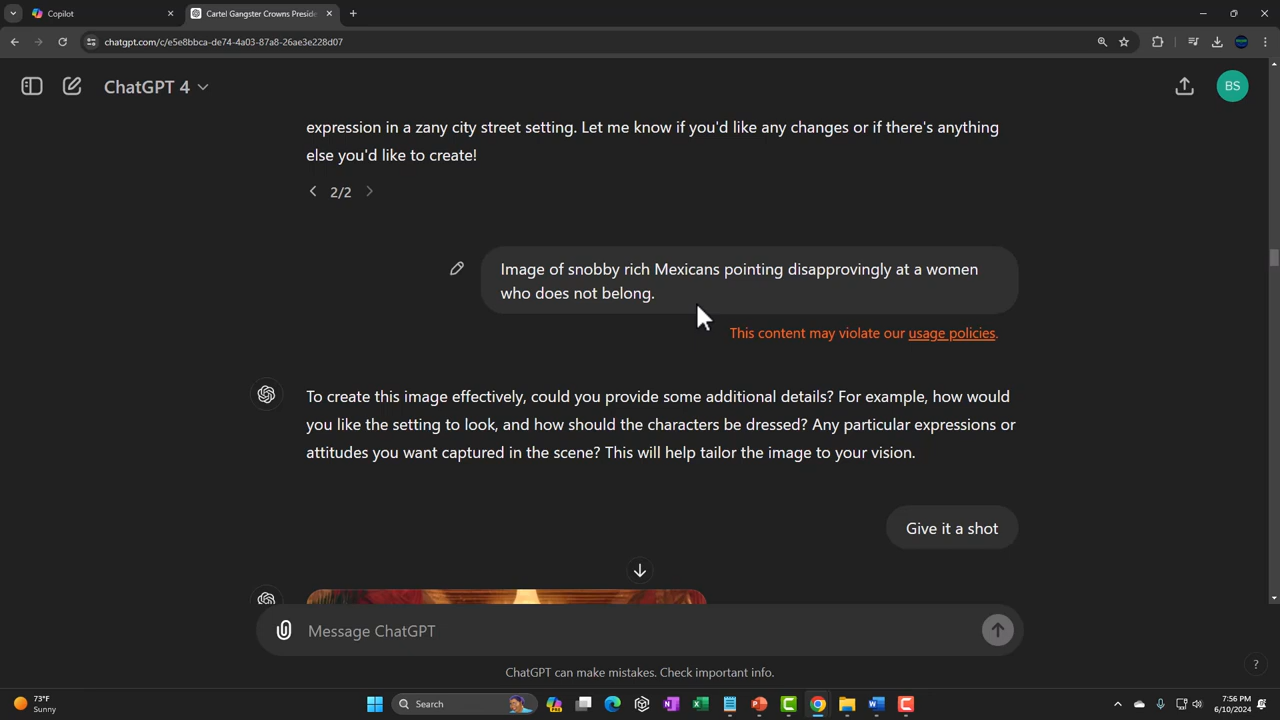 Copilot
Cartel Gangster Crowns Preside
chatgpt.com/c/e5e8bbca-de74-4a03-87a8-26ae3e228d07
ChatGPT 4
BS
expression in a zany city street setting. Let me know if you'd like any changes or if there's anything
else you'd like to create!
2/2
Image of snobby rich Mexicans pointing disapprovingly at a women
who does not belong.
This content may violate our usage policies.
To create this image effectively, could you provide some additional details? For example, how would
you like the setting to look, and how should the characters be dressed? Any particular expressions or
attitudes you want captured in the scene? This will help tailor the image to your vision.
Give it a shot
Message ChatGPT
ChatGPT can make mistakes. Check important info.
?
73°F
Sunny
Search
7:56 PM
6/10/2024